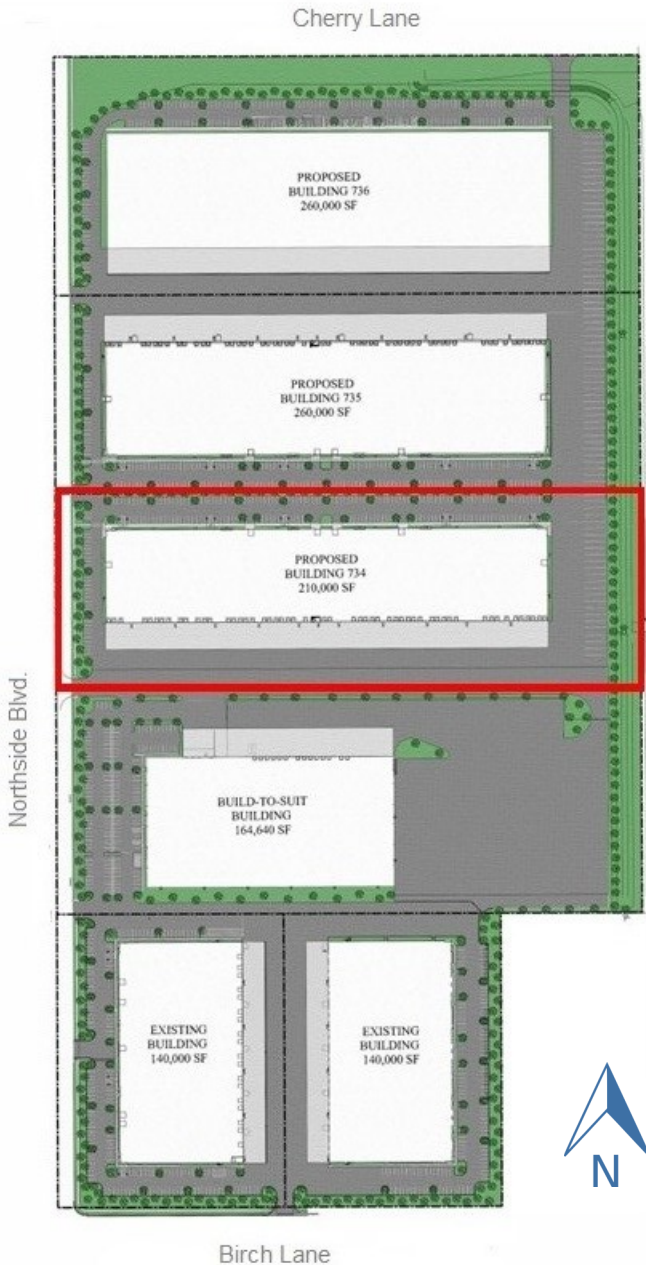 Cherry Lane
PROPOSED
BUILDING 736
260,000 SF
PROPOSED
BUILDING 735
260,000 SF
PROPOSED
BUILDING 734
210,000 SF
Northside Blvd.
BUILD-TO-SUIT
BUILDING
164,640 SF
EXISTING
BUILDING
140,000 SF
EXISTING
BUILDING
140,000 SF
N
Birch Lane